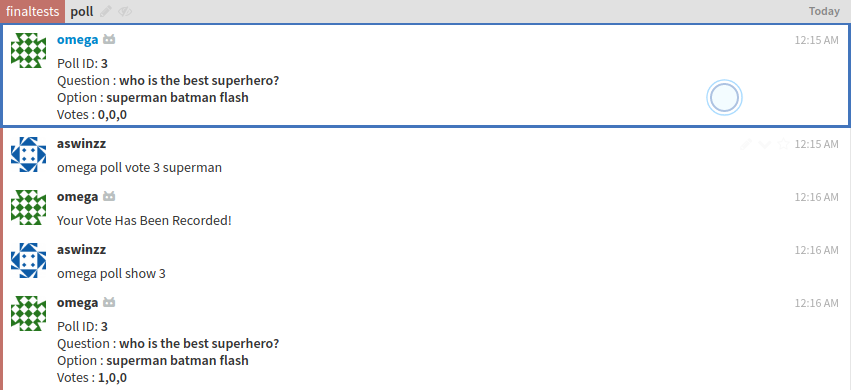 finaltests poll Today
omega 12:15 AM
Poll ID: 3
Question : who is the best superhero?
Option : superman batman flash
Votes : 0,0,0
aswinzz 12:15 AM
omega poll vote 3 superman
omega 12:16 AM
Your Vote Has Been Recorded!
aswinzz 12:16 AM
omega poll show 3
omega 12:16 AM
Poll ID: 3
Question : who is the best superhero?
Option : superman batman flash
Votes : 1,0,0